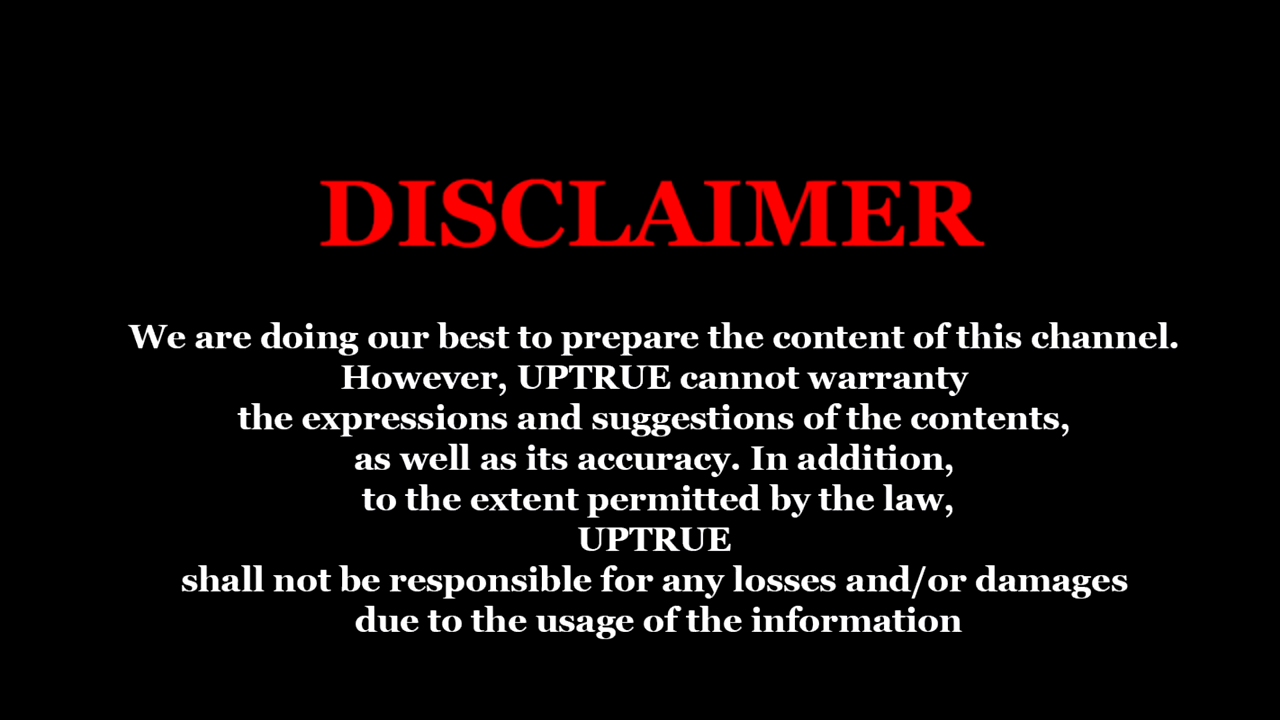 DISCLAIMER
We are doing our best to prepare the content of this channel.
However, UPTRUE cannot warranty
the expressions and suggestions of the contents,
as well as its accuracy. In addition,
to the extent permitted by the law,
UPTRUE
shall not be responsible for any losses and/or damages
due to the usage of the information